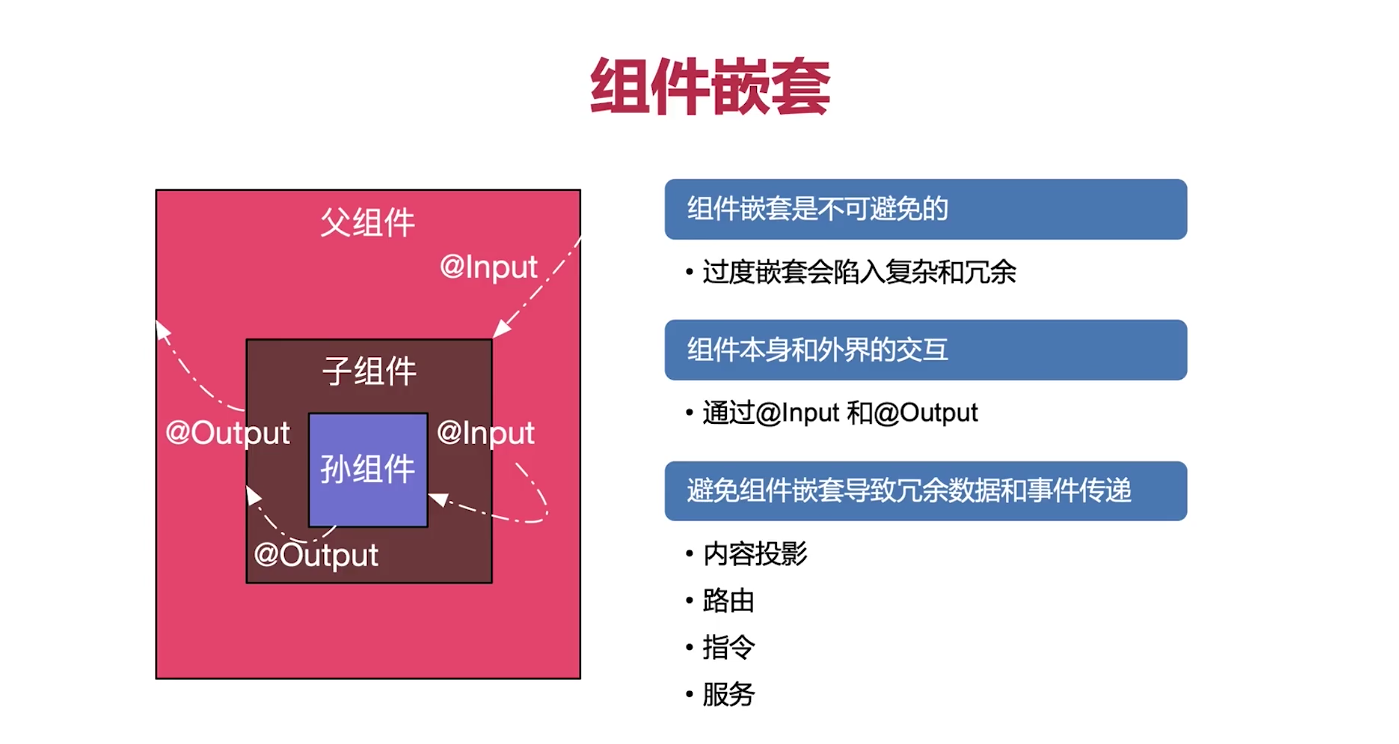 组件嵌套
父组件
@Input
子组件
@Output
@Input
孙组件
@Output
组件嵌套是不可避免的
• 过度嵌套会陷入复杂和冗余
组件本身和外界的交互
• 通过@Input 和@Output
避免组件嵌套导致冗余数据和事件传递
• 内容投影
• 路由
• 指令
• 服务